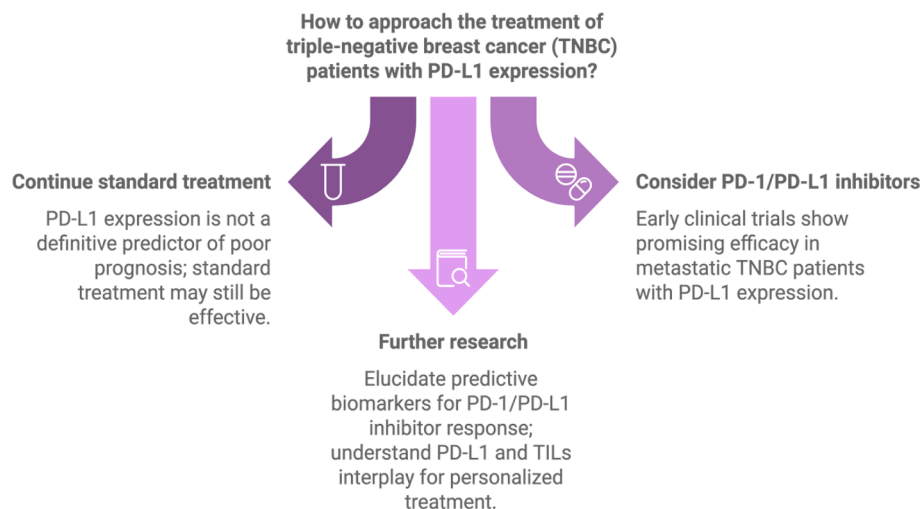 How to approach the treatment of
triple-negative breast cancer (TNBC)
patients with PD-L1 expression?
Continue standard treatment
PD-L1 expression is not a
definitive predictor of poor
prognosis; standard
treatment may still be
effective.
Further research
Elucidate predictive
biomarkers for PD-1/PD-L1
inhibitor response;
understand PD-L1 and TILs
interplay for personalized
treatment.
Consider PD-1/PD-L1 inhibitors
Early clinical trials show
promising efficacy in
metastatic TNBC patients
with PD-L1 expression.